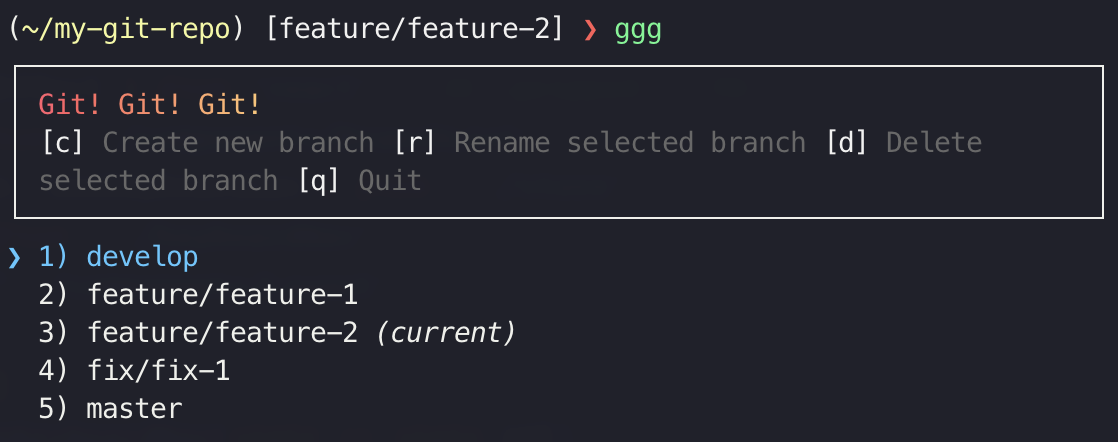 (~/my-git-repo) [feature/feature-2] ❯ ggg
Git! Git! Git!
[c] Create new branch [r] Rename selected branch [d] Delete
selected branch [q] Quit
❯ 1) develop
2) feature/feature-1
3) feature/feature-2 (current)
4) fix/fix-1
5) master